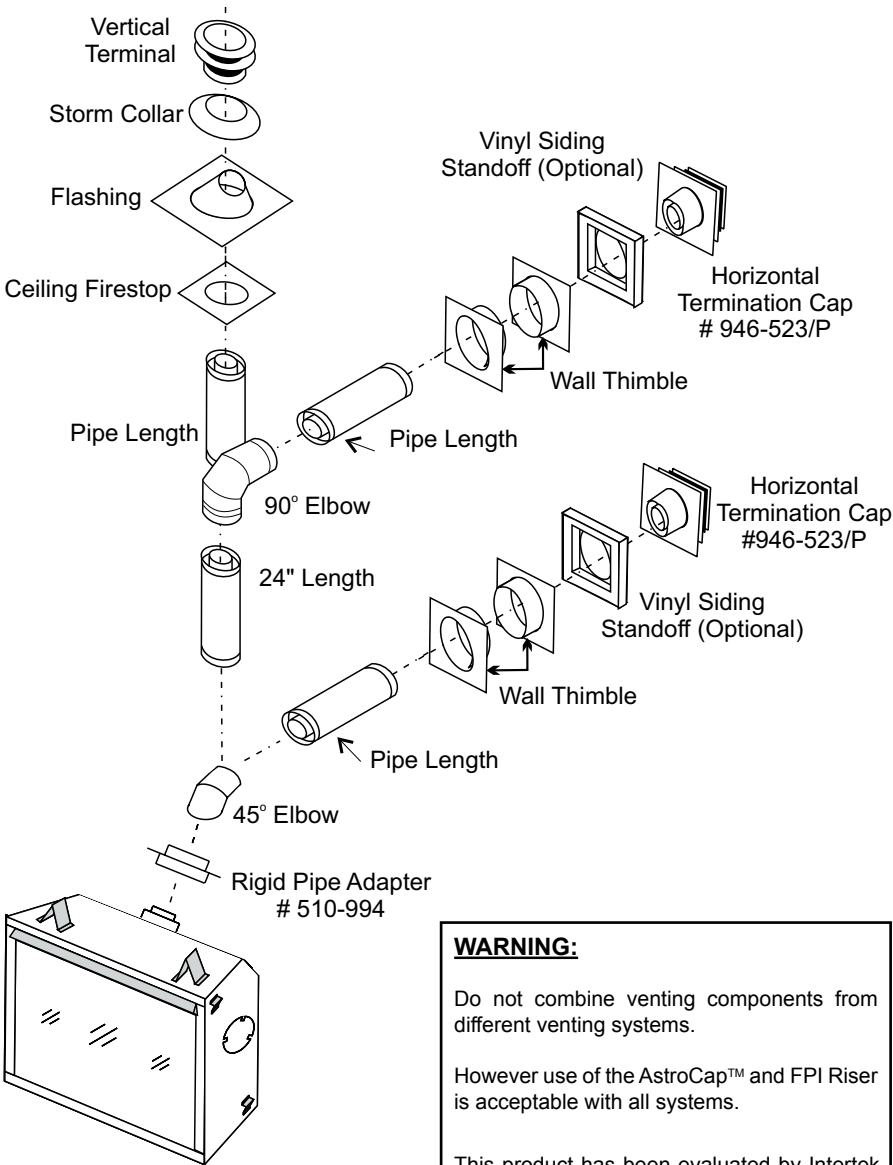 Vertical
Terminal
Storm Collar
Flashing
Ceiling Firestop
Pipe Length
90° Elbow
24" Length
Vinyl Siding
Standoff (Optional)
Horizontal
Termination Cap
# 946-523/P
Wall Thimble
Pipe Length
Horizontal
Termination Cap
#946-523/P
Vinyl Siding
Standoff (Optional)
Wall Thimble
Pipe Length
45° Elbow
Rigid Pipe Adapter
# 510-994
WARNING:
Do not combine venting components from
different venting systems.
However use of the AstroCap™ and FPI Riser
is acceptable with all systems.
This product has been evaluated by Intertek